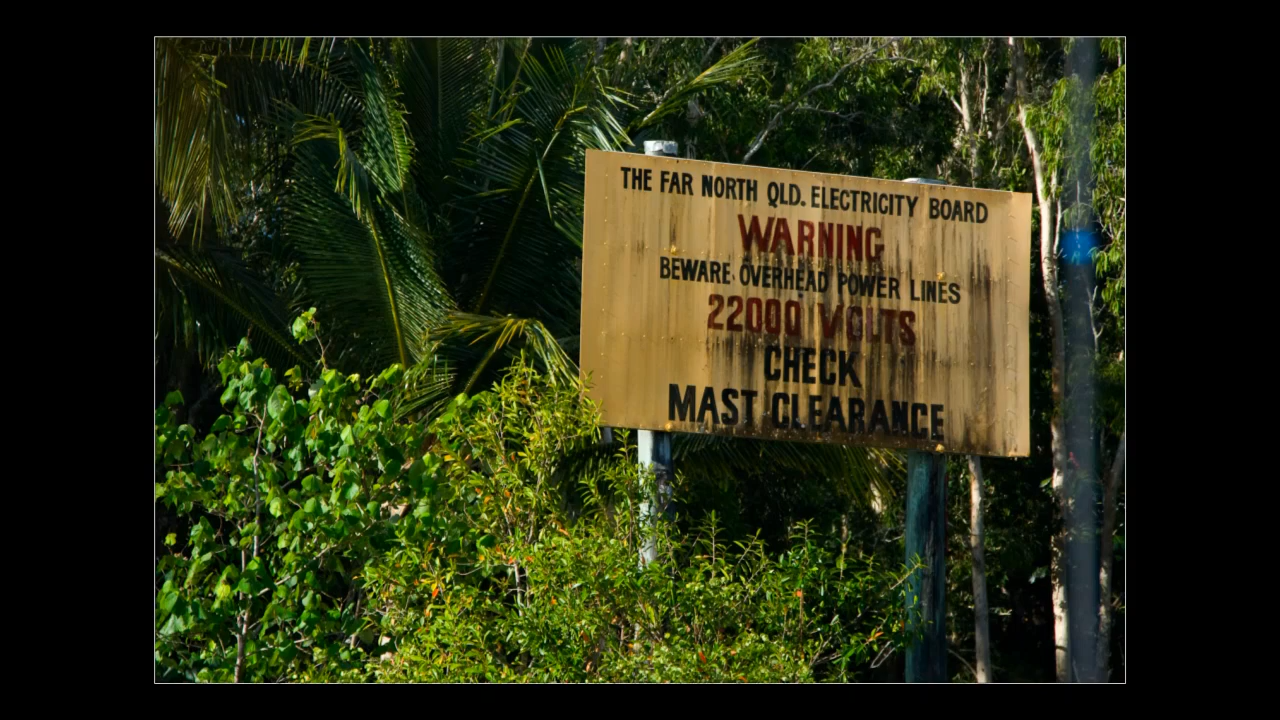 THE FAR NORTH QLD. ELECTRICITY BOARD
WARNING
BEWARE OVERHEAD POWER LINES
22000 VOLTS
CHECK
MAST CLEARANCE